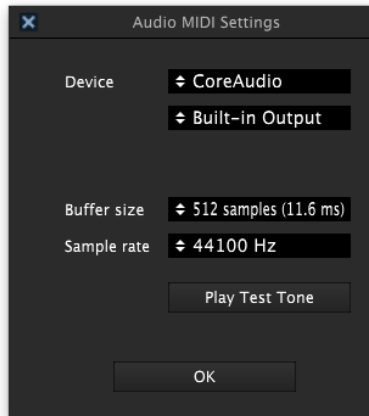 Audio MIDI Settings
Device
CoreAudio
Built-in Output
Buffer size
512 samples (11.6 ms)
Sample rate
44100 Hz
Play Test Tone
OK